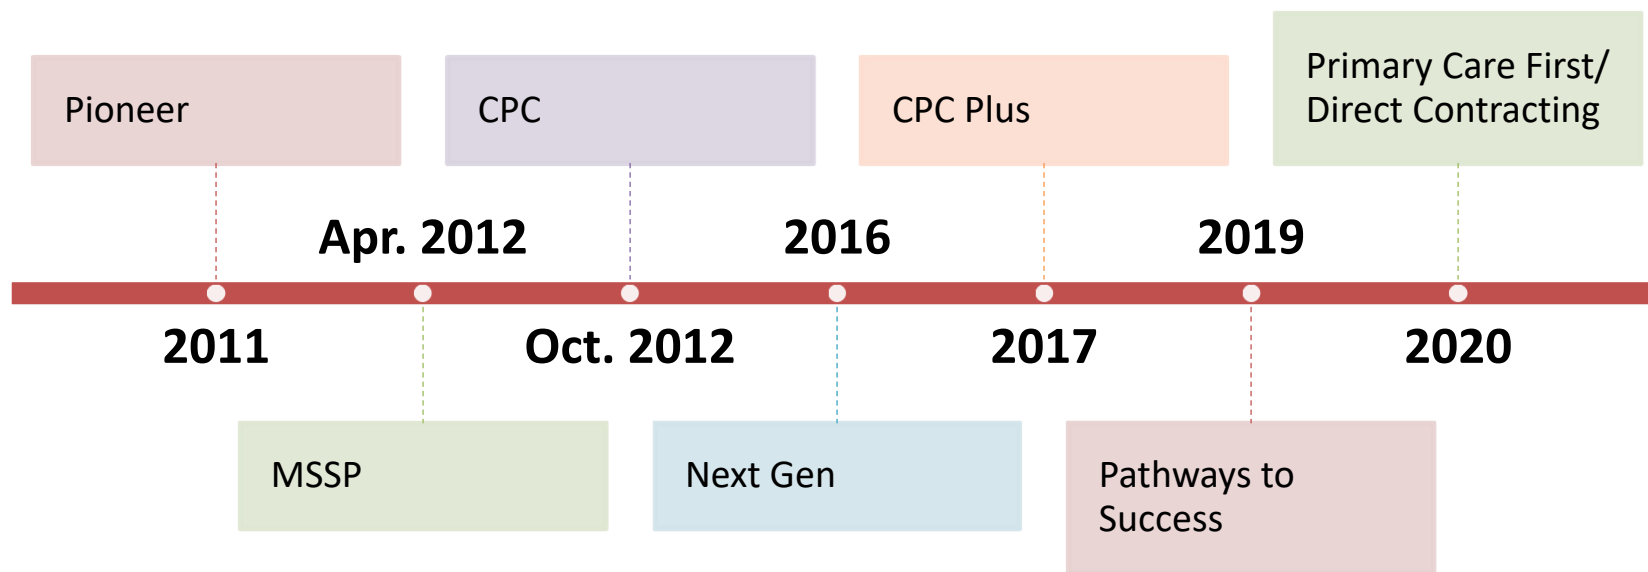 Pioneer
CPC
CPC Plus
Primary Care First/
Direct Contracting
Apr. 2012
2016
2019
2011
Oct. 2012
2017
2020
MSSP
Next Gen
Pathways to
Success